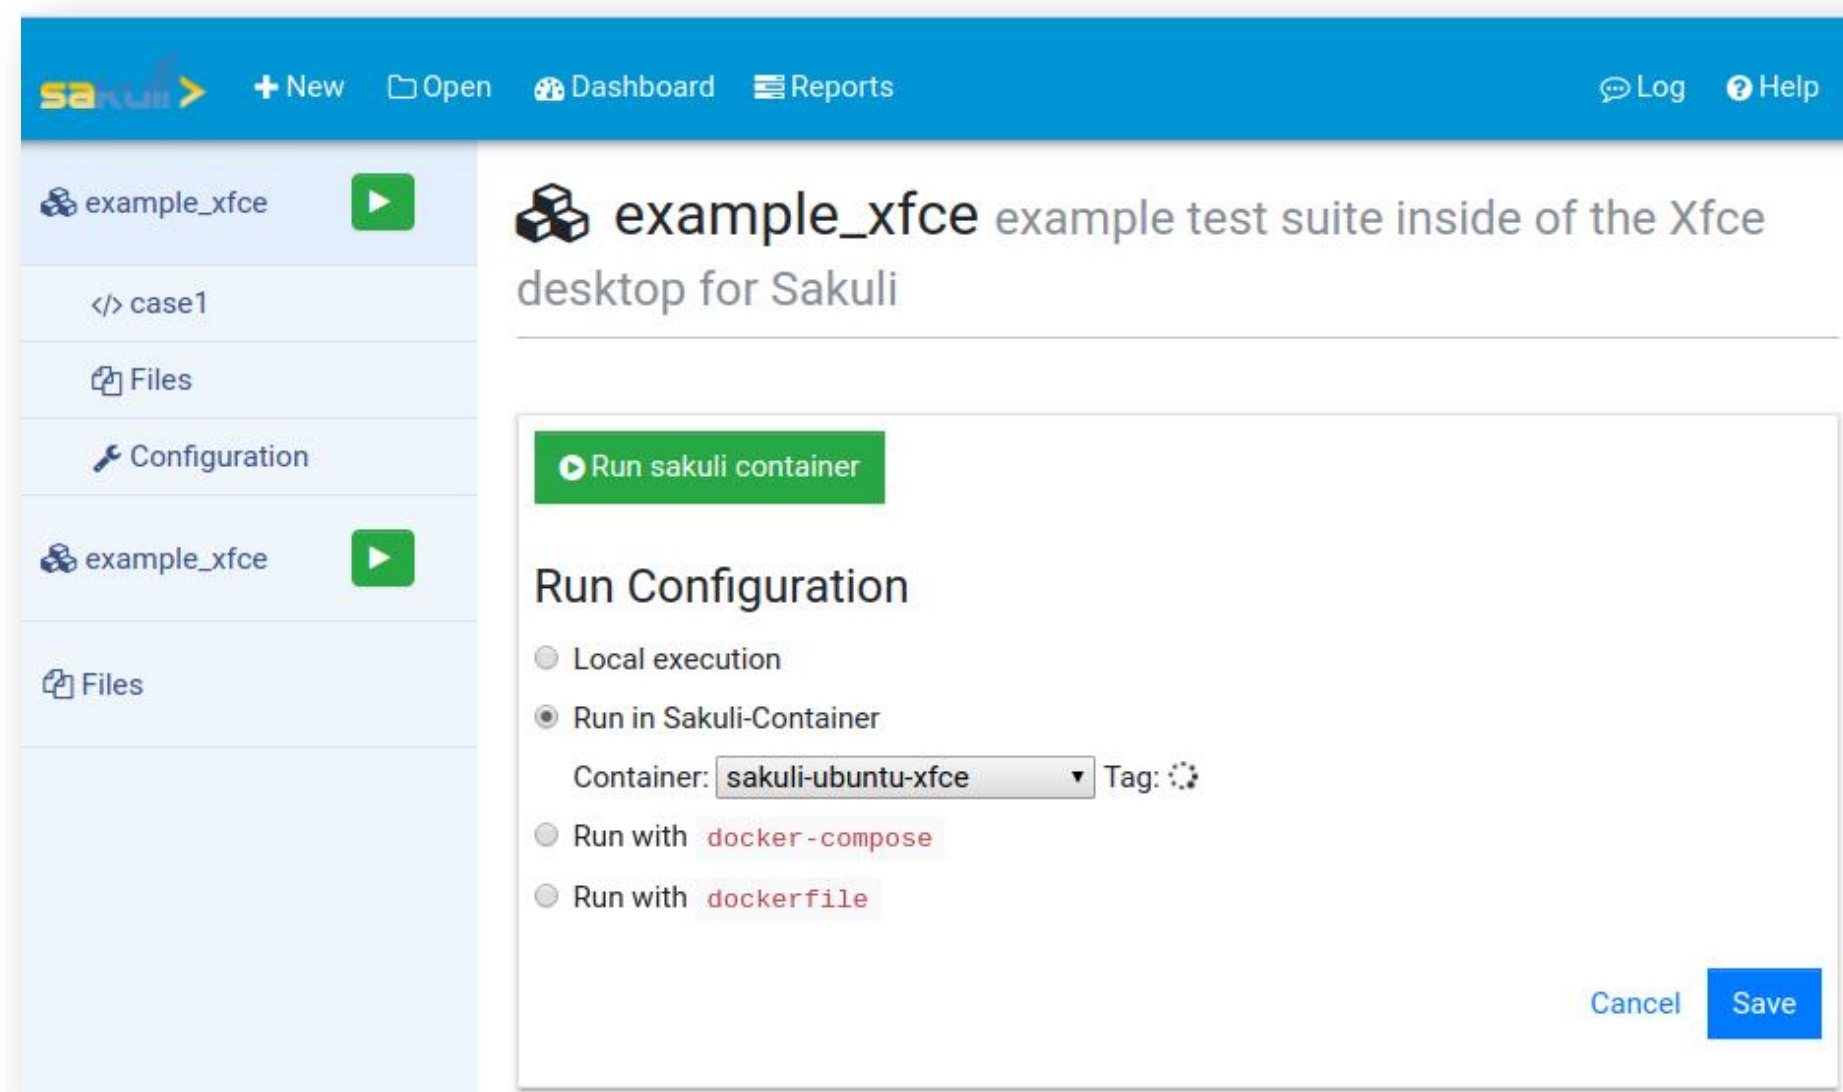 sakuli> New Open Dashboard Reports Log Help
example_xfce
case1
Files
Configuration
example_xfce
Files
example_xfce example test suite inside of the Xfce
desktop for Sakuli
Run sakuli container
Run Configuration
Local execution
Run in Sakuli-Container
Container: sakuli-ubuntu-xfce Tag:
Run with docker-compose
Run with dockerfile
Cancel Save